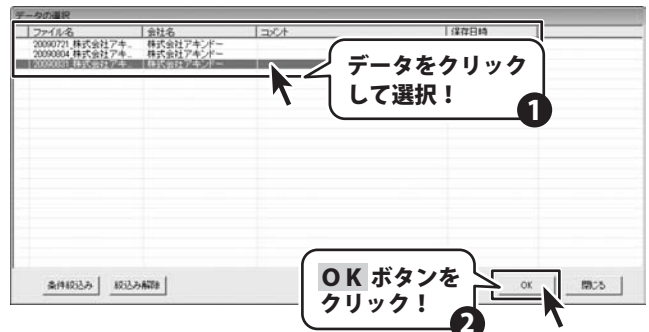 データの選択
ファイル名 会社名 コメント 保存日時
20090721_株式会社アキ... 株式会社アキンドー
20090804_株式会社アキ... 株式会社アキンドー
20090831_株式会社アキ... 株式会社アキンドー
データをクリック
して選択！
1
条件絞込み 絞込み解除 OK 閉じる
OK ボタンを
クリック！
2